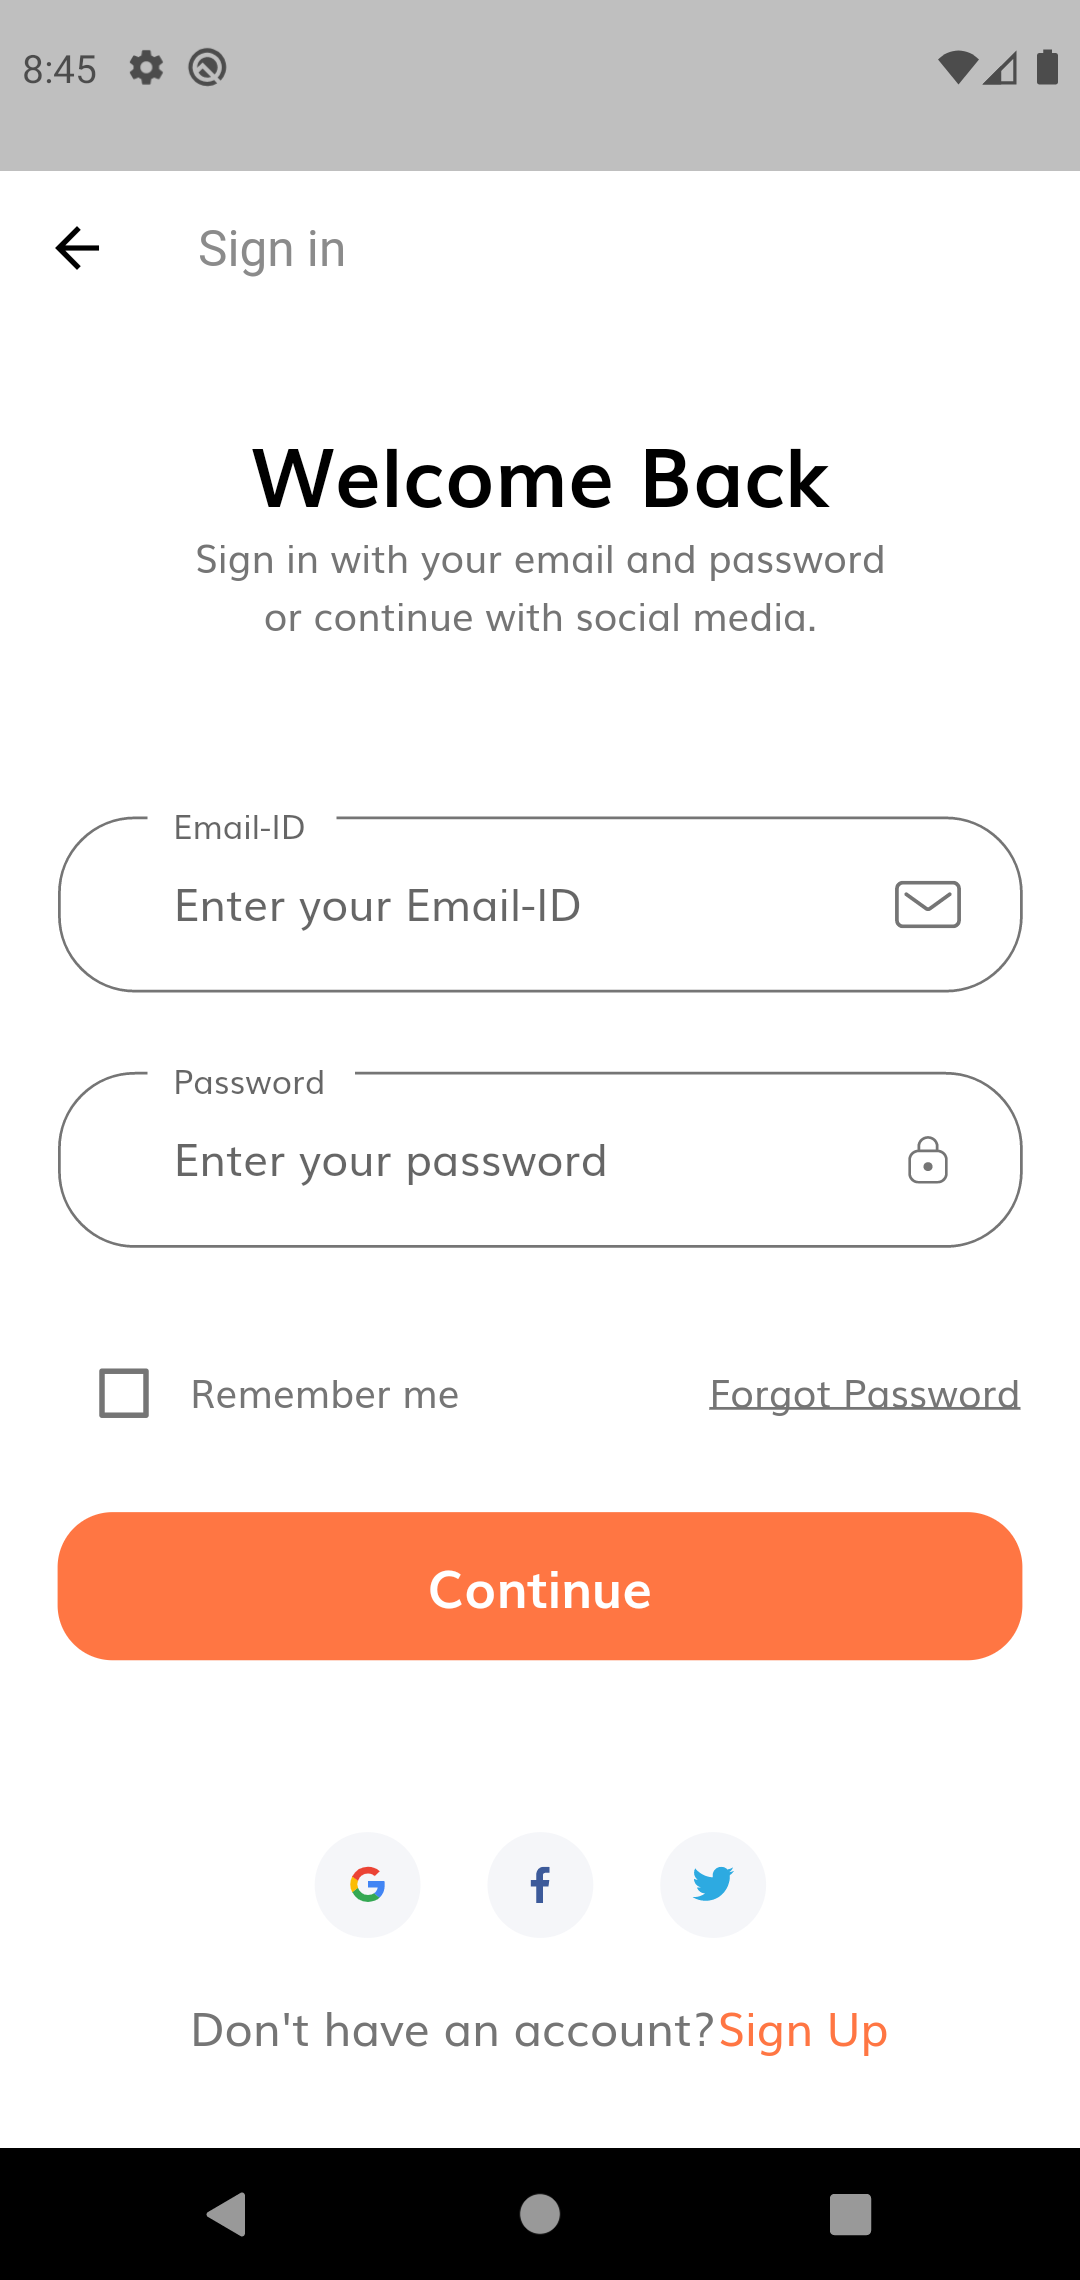 8:45
Sign in
Welcome Back
Sign in with your email and password
or continue with social media.
Email-ID
Enter your Email-ID
Password
Enter your password
Remember me
Forgot Password
Continue
Don't have an account?Sign Up